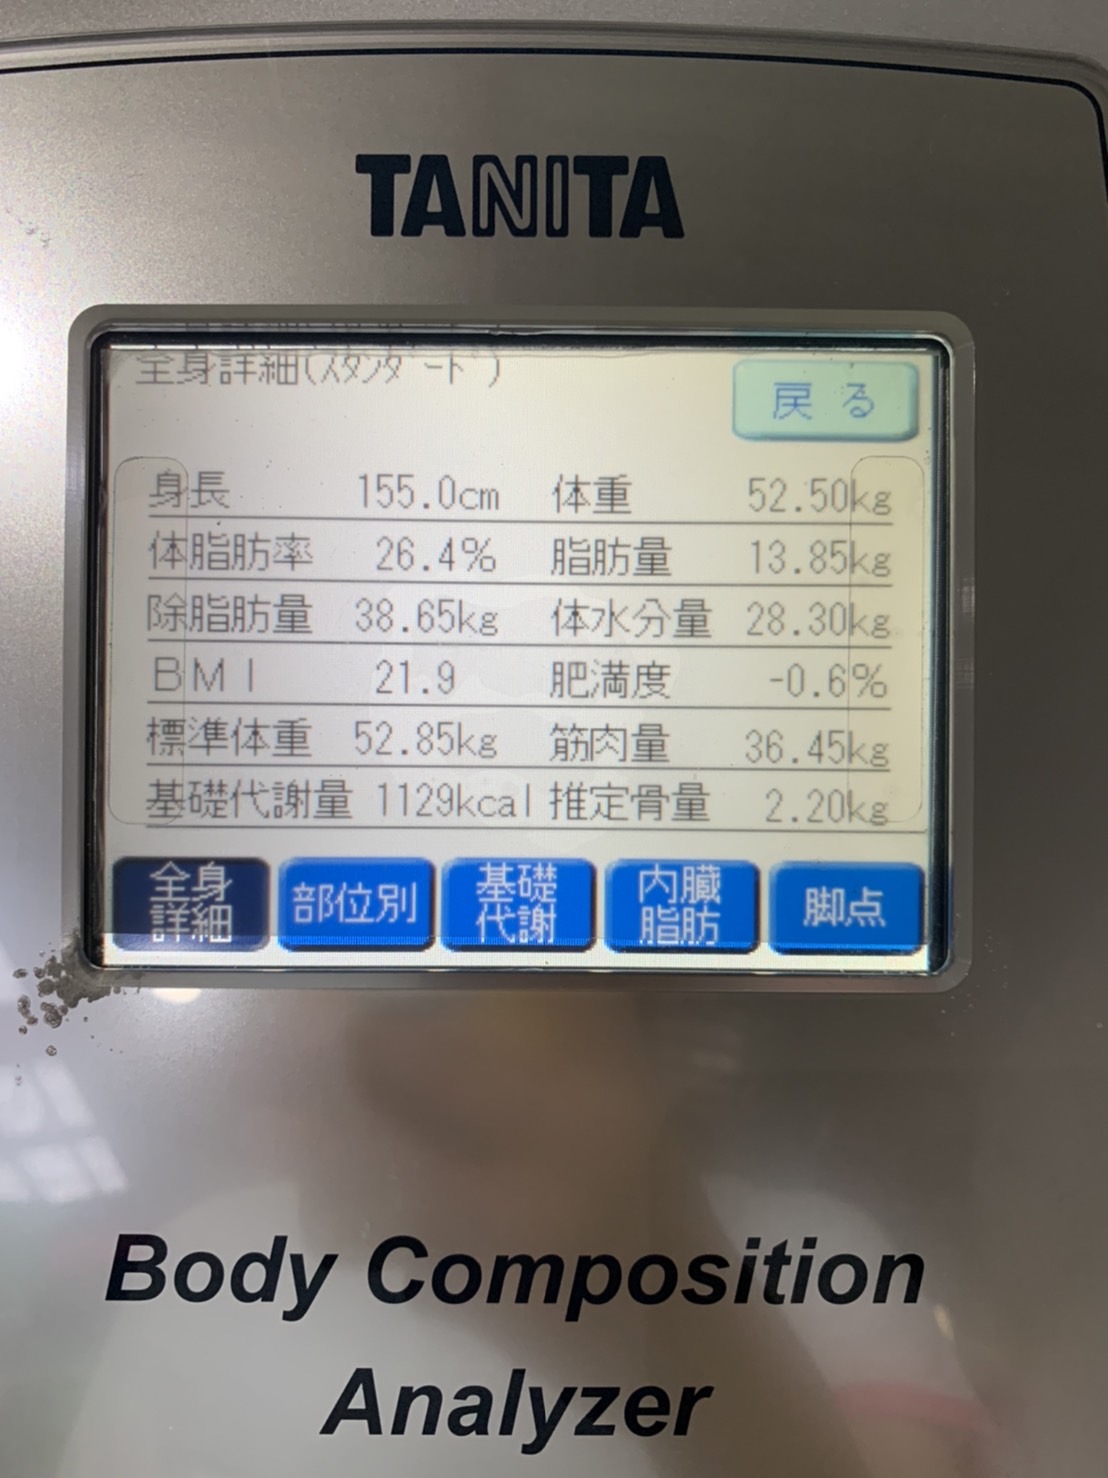 TANITA
全身詳細(ｽﾀﾝﾀﾞｰﾄﾞ)
戻る
身長 155.0cm 体重 52.50kg
体脂肪率 26.4% 脂肪量 13.85kg
除脂肪量 38.65kg 体水分量 28.30kg
BMI 21.9 肥満度 -0.6%
標準体重 52.85kg 筋肉量 36.45kg
基礎代謝量 1129kcal 推定骨量 2.20kg
全身詳細 部位別 基礎代謝 内臓脂肪 脚点
Body Composition
Analyzer